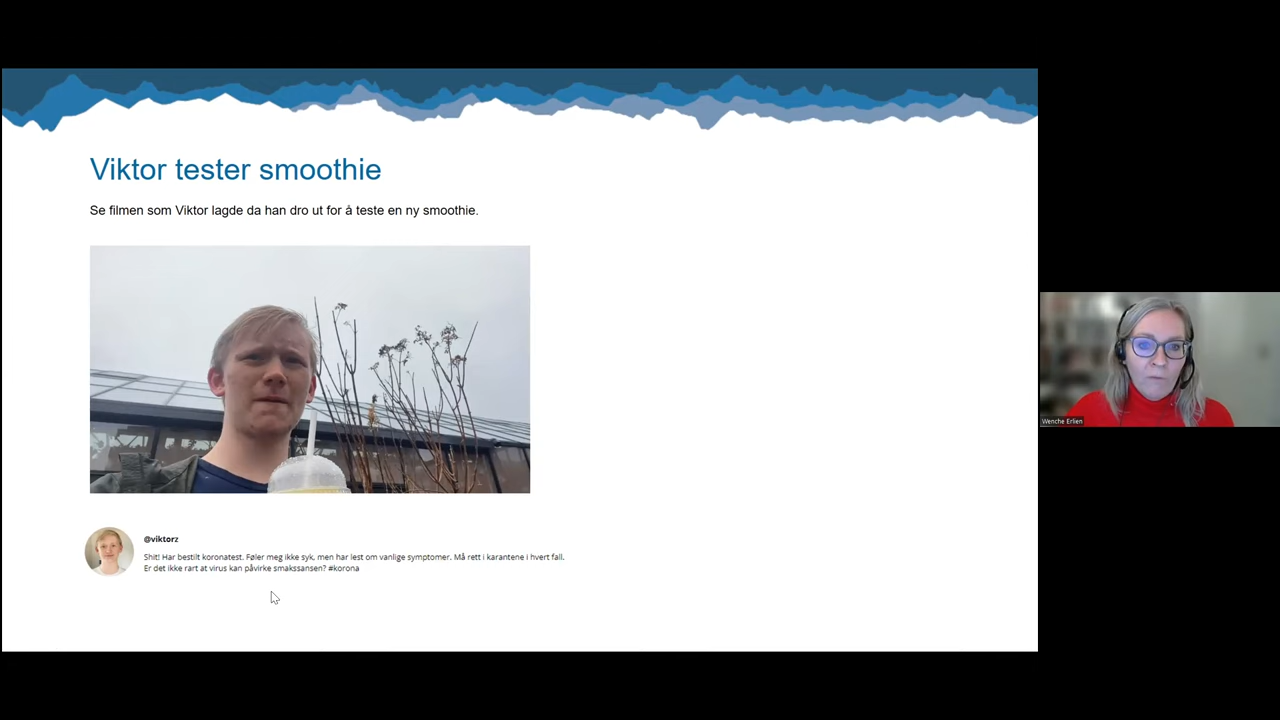 Viktor tester smoothie
Se filmen som Viktor lagde da han dro ut for å teste en ny smoothie.
@viktorz
Shit! Har bestilt koronatest. Føler meg ikke syk, men har lest om vanlige symptomer. Må rett i karantene i hvert fall.
Er det ikke rart at virus kan påvirke smakssansen? #korona
Wenche Erlien